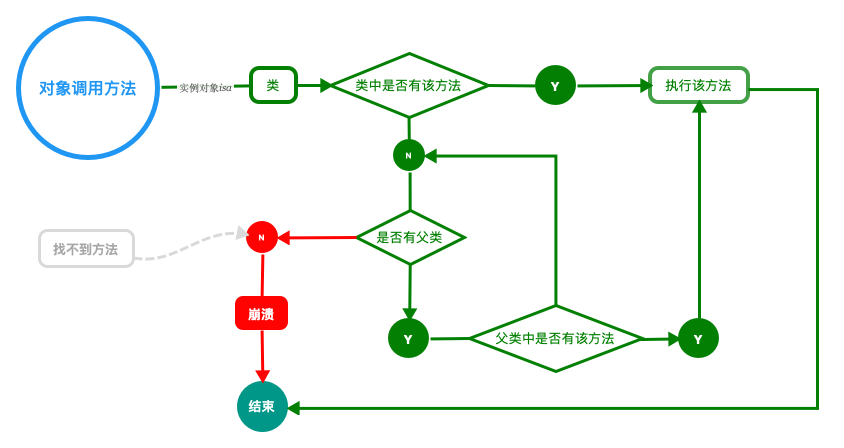 对象调用方法
实例对象isa
类
类中是否有该方法
Y
执行该方法
N
找不到方法
N
是否有父类
崩溃
Y
父类中是否有该方法
Y
结束